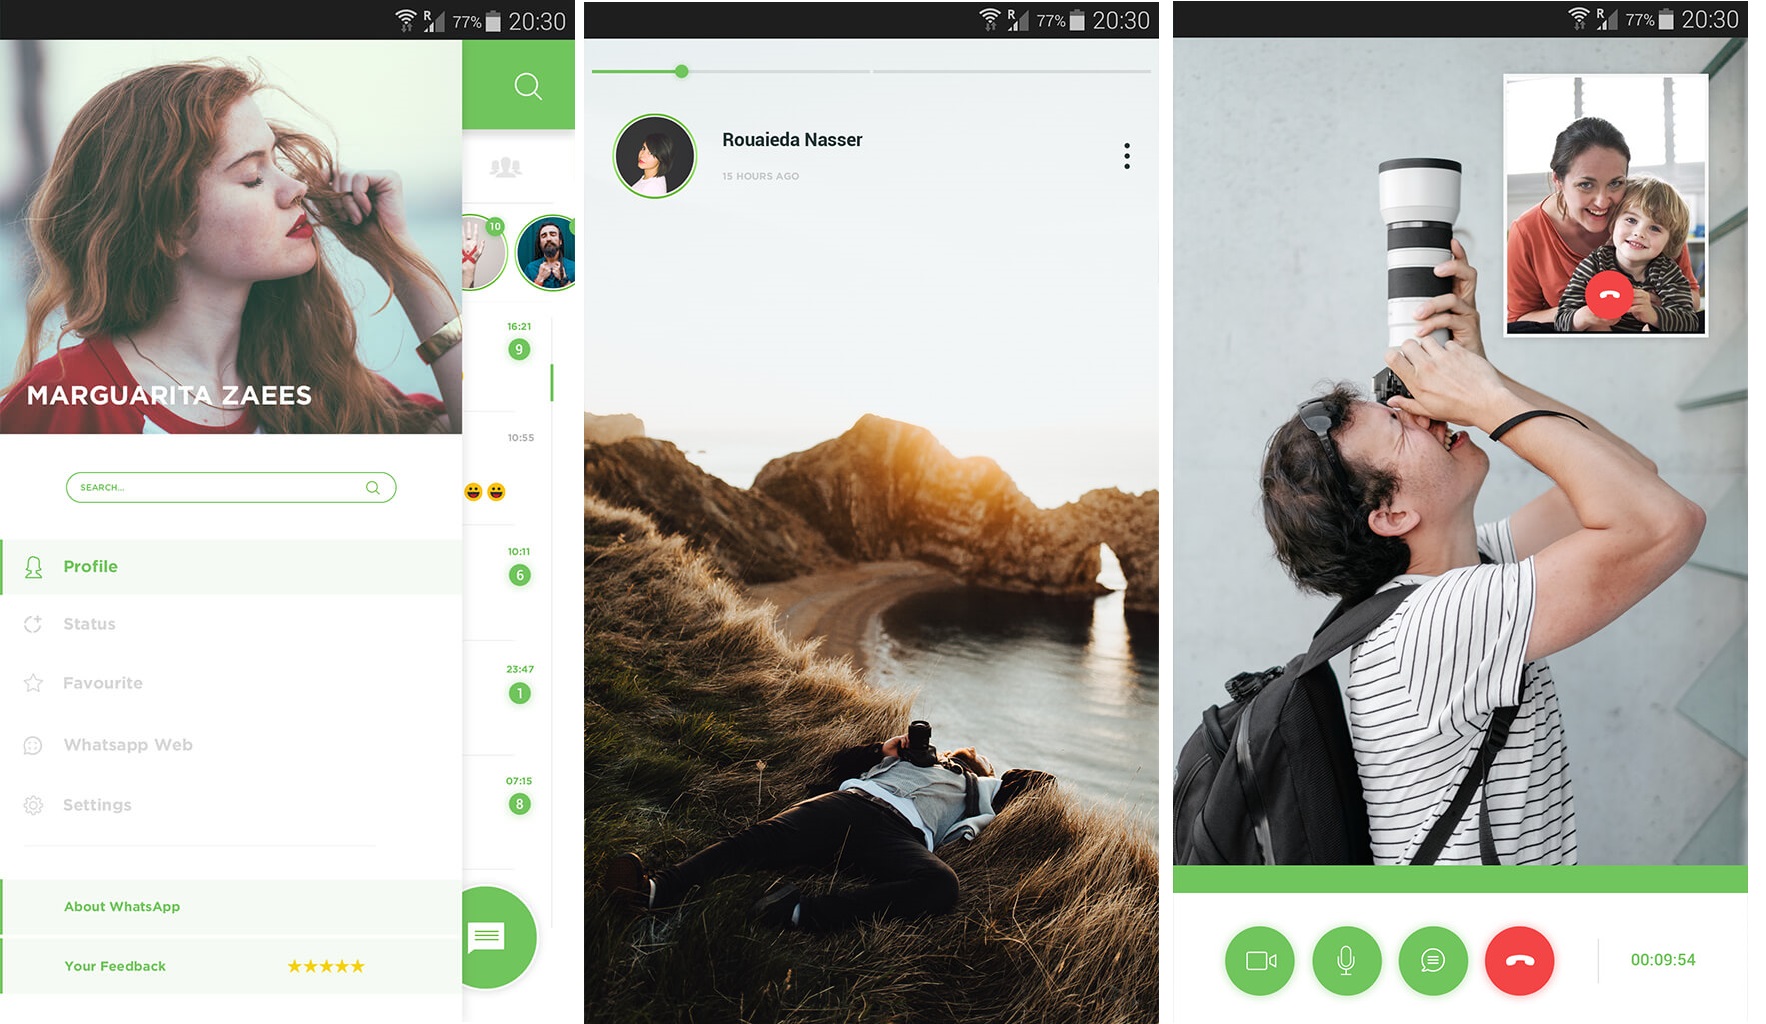 R 77% 20:30
MARGUARITA ZAEES
SEARCH...
Profile
Status
Favourite
Whatsapp Web
Settings
About WhatsApp
Your Feedback
10
16:21
9
10:55
10:11
6
23:47
1
07:15
8
R 77% 20:30
Rouaieda Nasser
15 HOURS AGO
R 77% 20:30
00:09:54